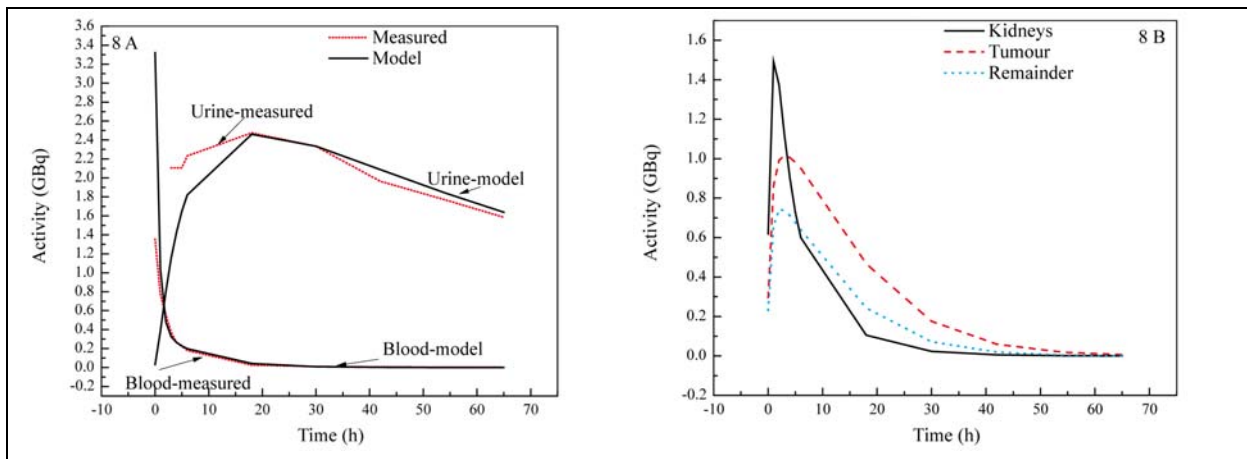 8 A
Measured
Model
Urine-measured
Urine-model
Blood-model
Blood-measured
Activity (GBq)
3.6
3.4
3.2
3.0
2.8
2.6
2.4
2.2
2.0
1.8
1.6
1.4
1.2
1.0
0.8
0.6
0.4
0.2
0.0
-0.2
-10 0 10 20 30 40 50 60 70
Time (h)
8 B
Kidneys
Tumour
Remainder
Activity (GBq)
1.6
1.4
1.2
1.0
0.8
0.6
0.4
0.2
0.0
-0.2
-10 0 10 20 30 40 50 60 70
Time (h)